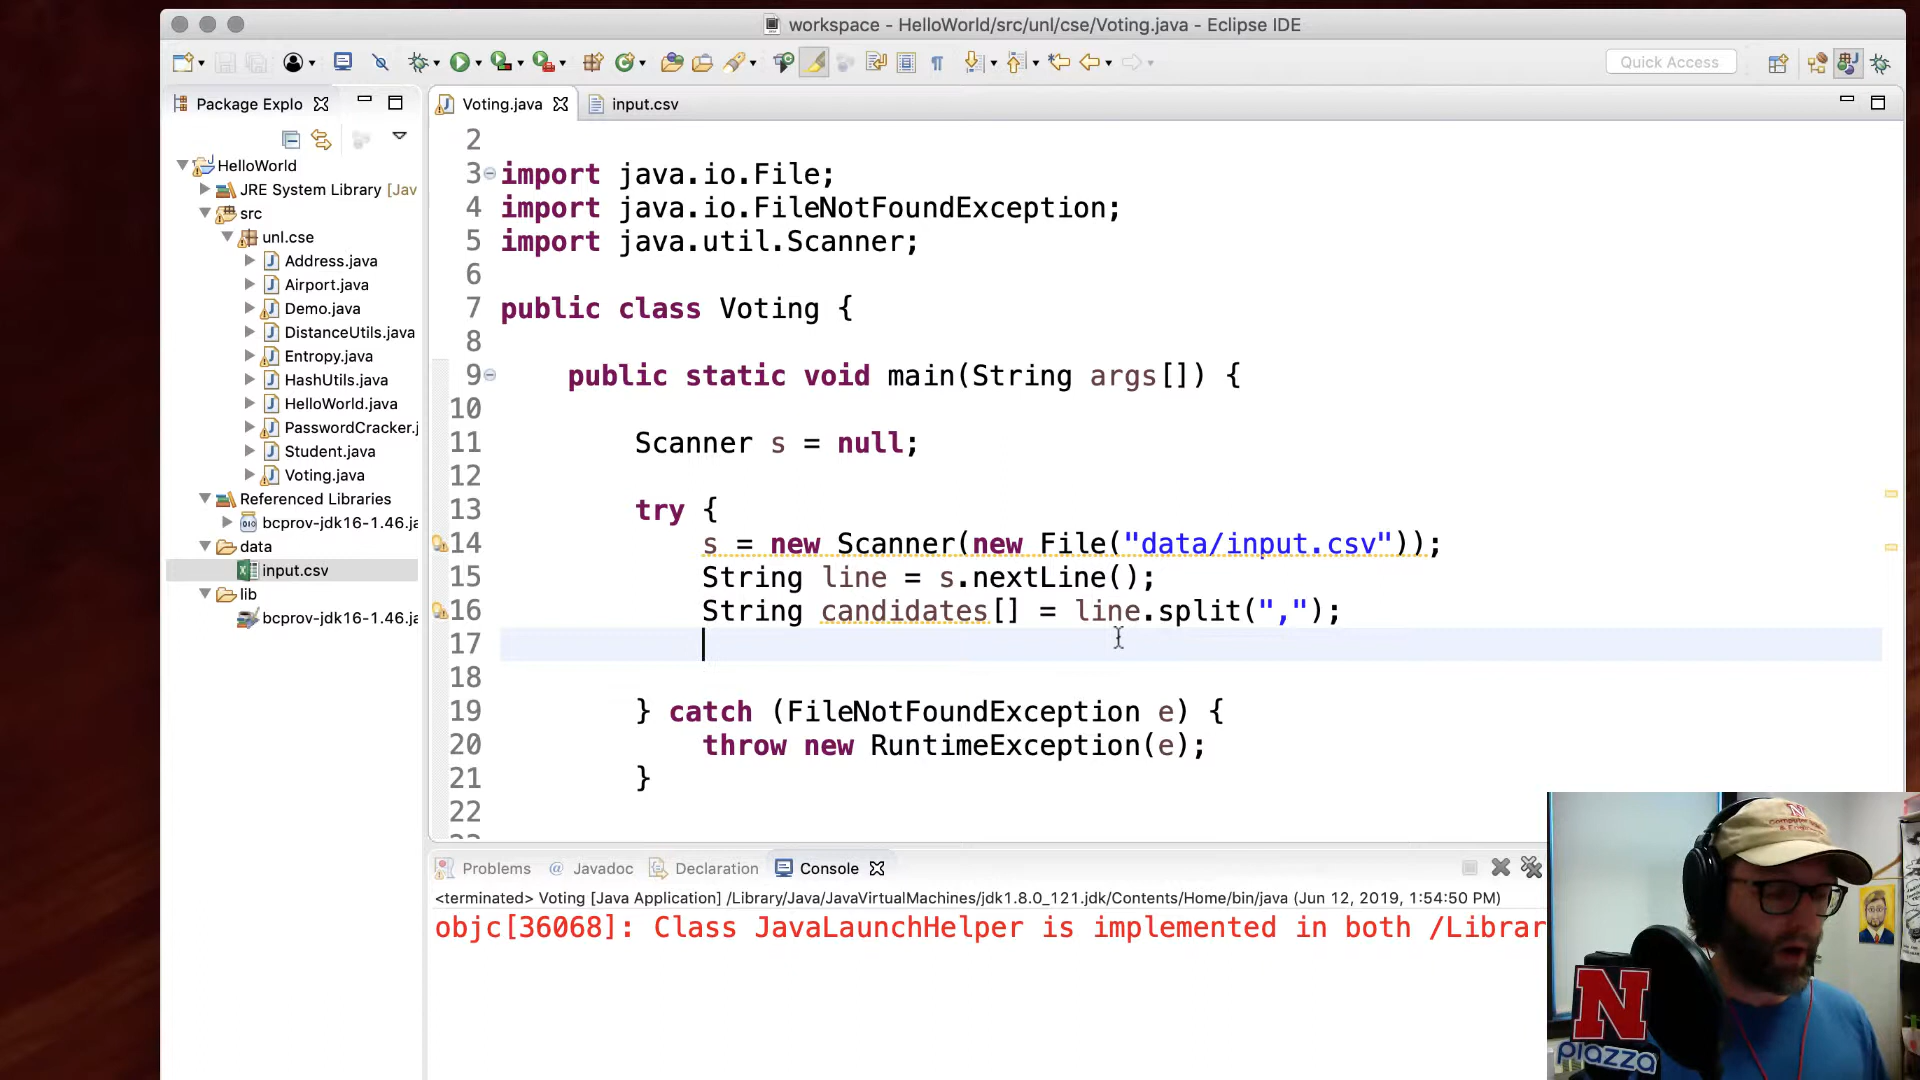 workspace - HelloWorld/src/unl/cse/Voting.java - Eclipse IDE
Quick Access
Package Explo
Voting.java
input.csv
HelloWorld
JRE System Library [Jav
src
unl.cse
Address.java
Airport.java
Demo.java
DistanceUtils.java
Entropy.java
HashUtils.java
HelloWorld.java
PasswordCracker.j
Student.java
Voting.java
Referenced Libraries
bcprov-jdk16-1.46.ja
data
input.csv
lib
bcprov-jdk16-1.46.ja
2
3 import java.io.File;
4 import java.io.FileNotFoundException;
5 import java.util.Scanner;
6
7 public class Voting {
8
9 public static void main(String args[]) {
10
11 Scanner s = null;
12
13 try {
14 s = new Scanner(new File("data/input.csv"));
15 String line = s.nextLine();
16 String candidates[] = line.split(",");
17
18
19 } catch (FileNotFoundException e) {
20 throw new RuntimeException(e);
21 }
22
Problems @ Javadoc Declaration Console
<terminated> Voting [Java Application] /Library/Java/JavaVirtualMachines/jdk1.8.0_121.jdk/Contents/Home/bin/java (Jun 12, 2019, 1:54:50 PM)
objc[36068]: Class JavaLaunchHelper is implemented in both /Librar
N
N
piazza